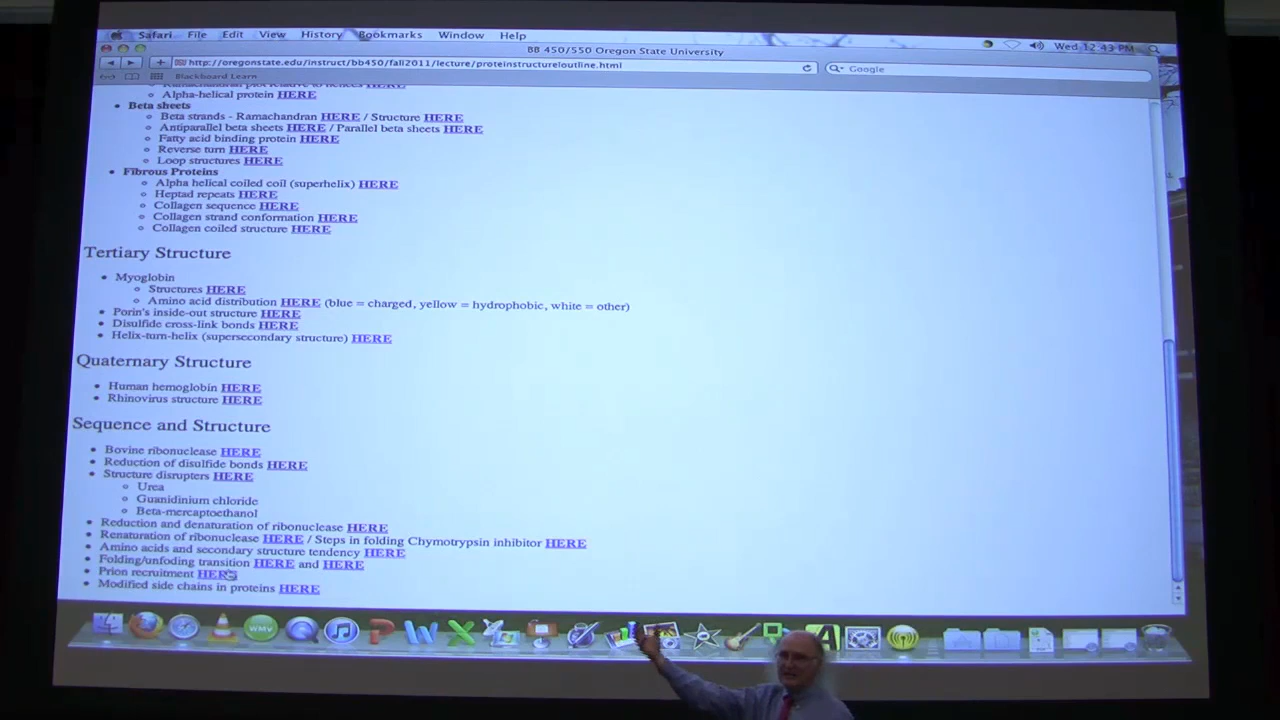 Safari File Edit View History Bookmarks Window Help Wed 12:43 PM
BB 450/550 Oregon State University
http://oregonstate.edu/instruct/bb450/fall2011/lecture/proteinstructureloutline.html Google
Blackboard Learn
Alpha-helical protein HERE
Beta sheets
Beta strands - Ramachandran HERE / Structure HERE
Antiparallel beta sheets HERE / Parallel beta sheets HERE
Fatty acid binding protein HERE
Reverse turn HERE
Loop structures HERE
Fibrous Proteins
Alpha helical coiled coil (superhelix) HERE
Heptad repeats HERE
Collagen sequence HERE
Collagen strand conformation HERE
Collagen coiled structure HERE
Tertiary Structure
Myoglobin
Structures HERE
Amino acid distribution HERE (blue = charged, yellow = hydrophobic, white = other)
Porin's inside-out structure HERE
Disulfide cross-link bonds HERE
Helix-turn-helix (supersecondary structure) HERE
Quaternary Structure
Human hemoglobin HERE
Rhinovirus structure HERE
Sequence and Structure
Bovine ribonuclease HERE
Reduction of disulfide bonds HERE
Structure disrupters HERE
Urea
Guanidinium chloride
Beta-mercaptoethanol
Reduction and denaturation of ribonuclease HERE
Renaturation of ribonuclease HERE / Steps in folding Chymotrypsin inhibitor HERE
Amino acids and secondary structure tendency HERE
Folding/unfoding transition HERE and HERE
Prion recruitment HERE
Modified side chains in proteins HERE
WMV